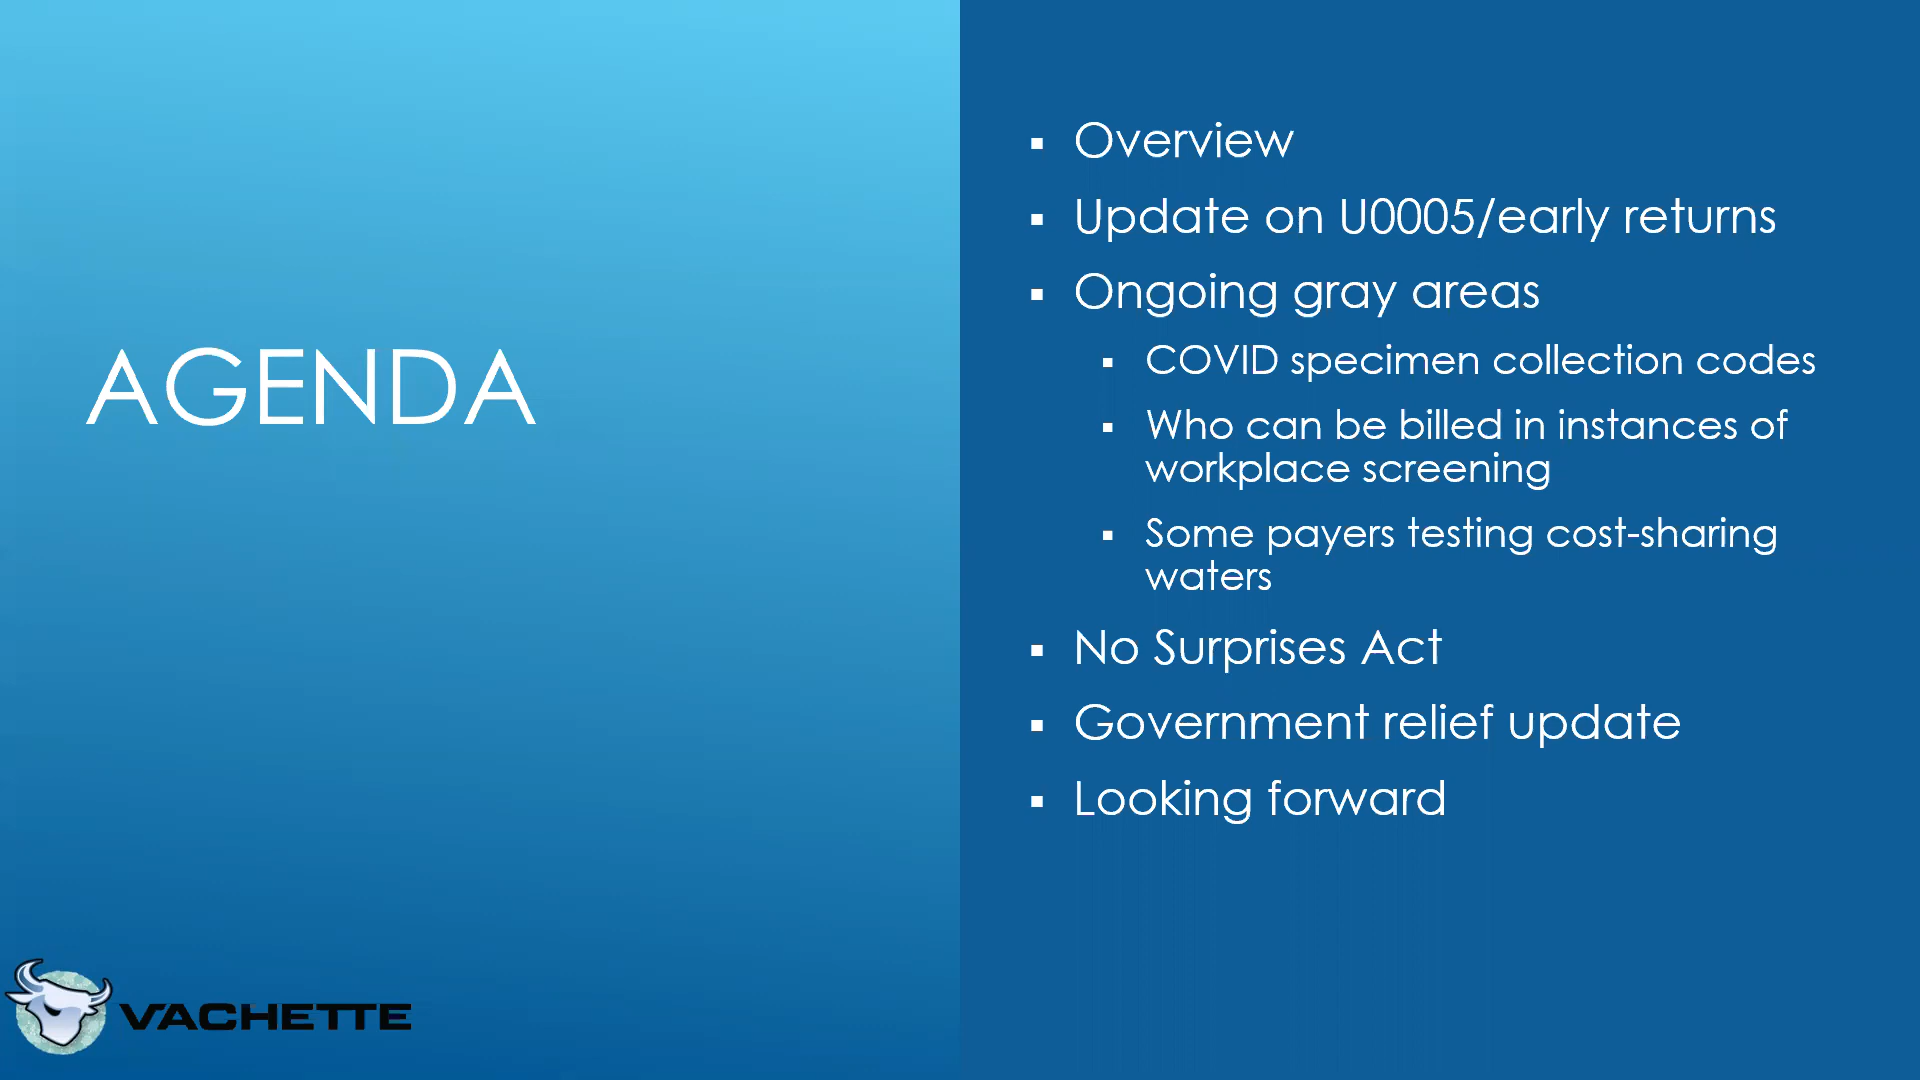 AGENDA
▪ Overview
▪ Update on U0005/early returns
▪ Ongoing gray areas
▪ COVID specimen collection codes
▪ Who can be billed in instances of
workplace screening
▪ Some payers testing cost-sharing
waters
▪ No Surprises Act
▪ Government relief update
▪ Looking forward
VACHETTE